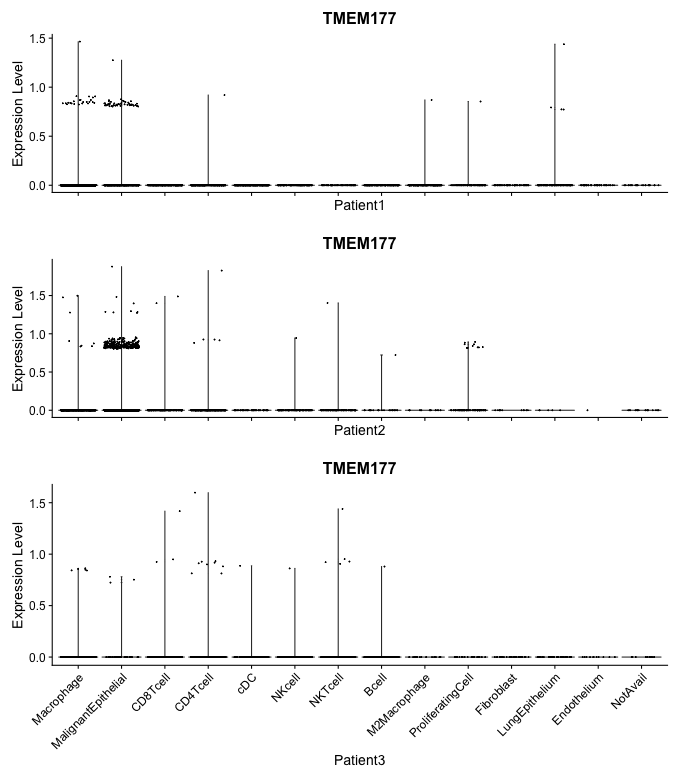 TMEM177
Expression Level
1.5
1.0
0.5
0.0
Patient1
TMEM177
Expression Level
1.5
1.0
0.5
0.0
Patient2
TMEM177
Expression Level
1.5
1.0
0.5
0.0
Macrophage
MalignantEpithelial
CD8Tcell
CD4Tcell
cDC
NKcell
NKTcell
Bcell
M2Macrophage
ProliferatingCell
Fibroblast
LungEpithelium
Endothelium
NotAvail
Patient3